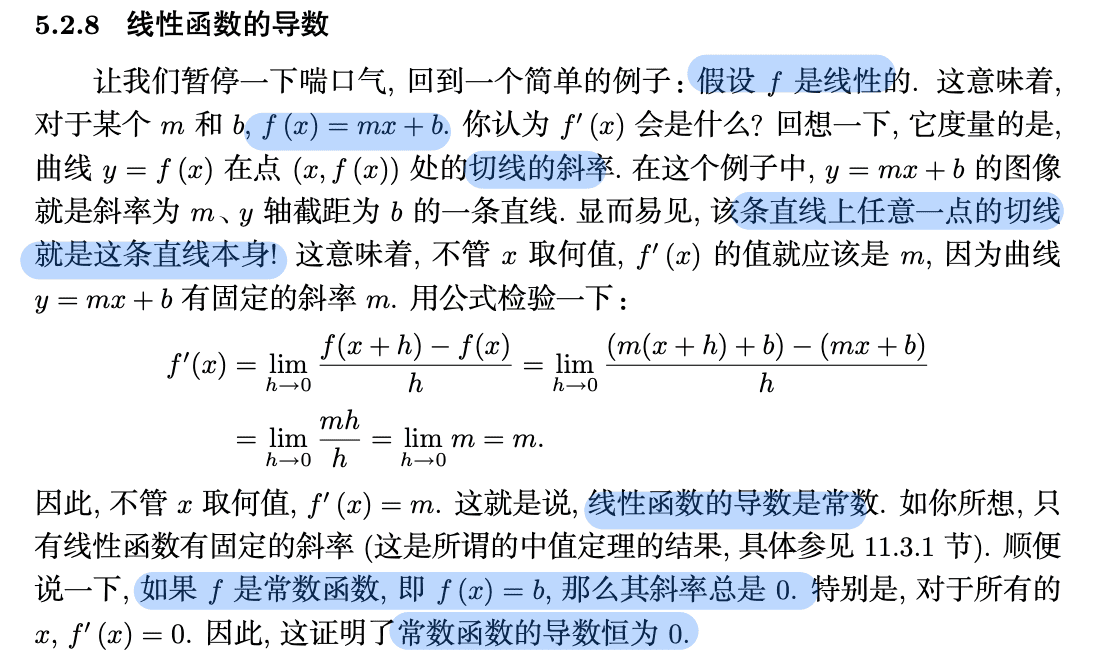 5.2.8 线性函数的导数
让我们暂停一下喘口气, 回到一个简单的例子: 假设 f 是线性的. 这意味着,
对于某个 m 和 b, f (x) = mx + b. 你认为 f′ (x) 会是什么? 回想一下, 它度量的是,
曲线 y = f (x) 在点 (x, f (x)) 处的切线的斜率. 在这个例子中, y = mx + b 的图像
就是斜率为 m、y 轴截距为 b 的一条直线. 显而易见, 该条直线上任意一点的切线
就是这条直线本身! 这意味着, 不管 x 取何值, f′ (x) 的值就应该是 m, 因为曲线
y = mx + b 有固定的斜率 m. 用公式检验一下:
f′(x) = lim_{h→0} \frac{f(x + h) − f(x)}{h} = lim_{h→0} \frac{(m(x + h) + b) − (mx + b)}{h}
= lim_{h→0} \frac{mh}{h} = lim_{h→0} m = m.
因此, 不管 x 取何值, f′ (x) = m. 这就是说, 线性函数的导数是常数. 如你所想, 只
有线性函数有固定的斜率 (这是所谓的中值定理的结果, 具体参见 11.3.1 节). 顺便
说一下, 如果 f 是常数函数, 即 f (x) = b, 那么其斜率总是 0. 特别是, 对于所有的
x, f′ (x) = 0. 因此, 这证明了常数函数的导数恒为 0.